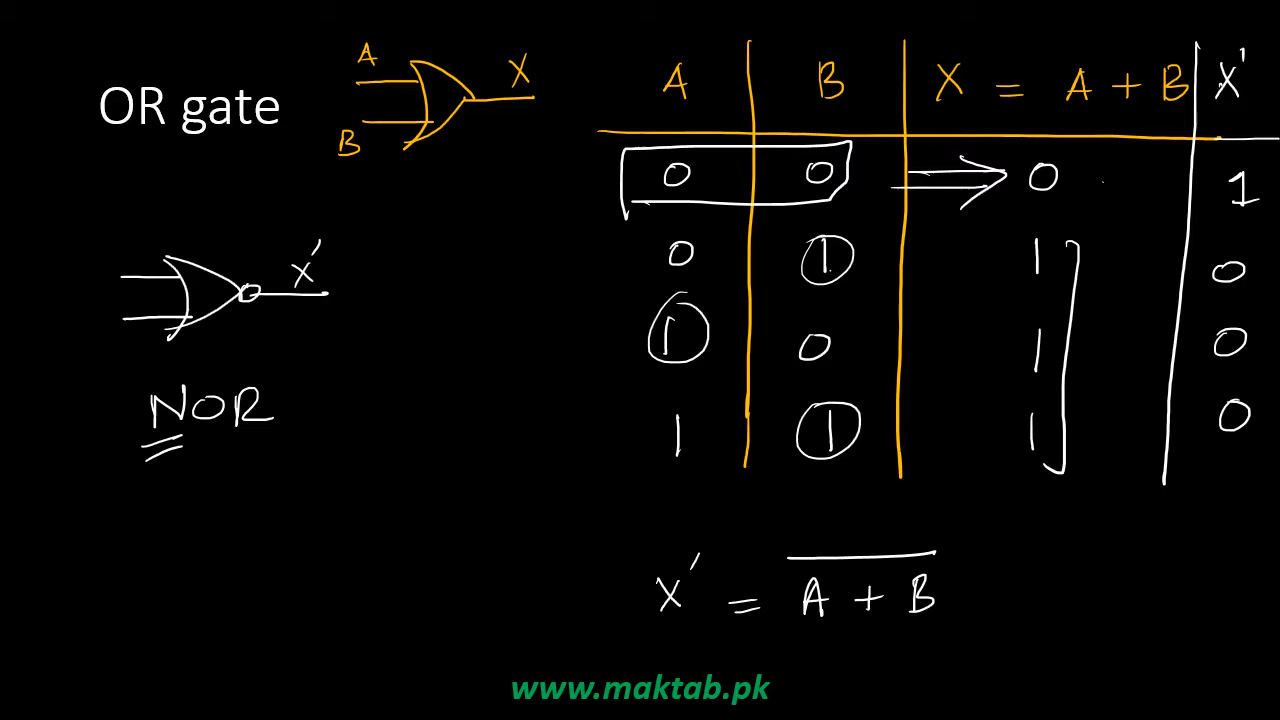 OR gate
A
B
X
A B X = A + B X'
0 0 ⇒ 0 1
0 1 1 0
1 0 1 0
1 1 1 0
X'
NOR
X' = A̅ ̅+̅ ̅B̅
www.maktab.pk